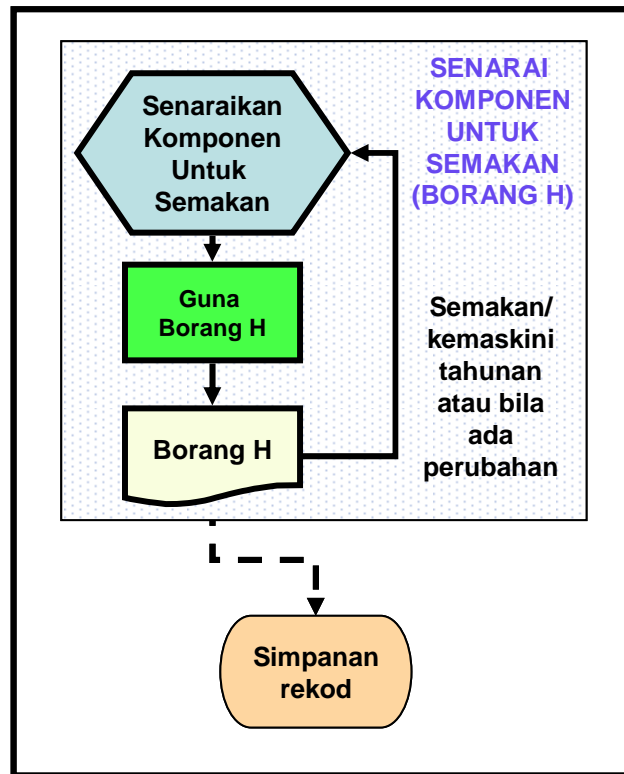 Senaraikan
Komponen
Untuk
Semakan
SENARAI
KOMPONEN
UNTUK
SEMAKAN
(BORANG H)
Guna
Borang H
Semakan/
kemaskini
tahunan
atau bila
ada
perubahan
Borang H
Simpanan
rekod